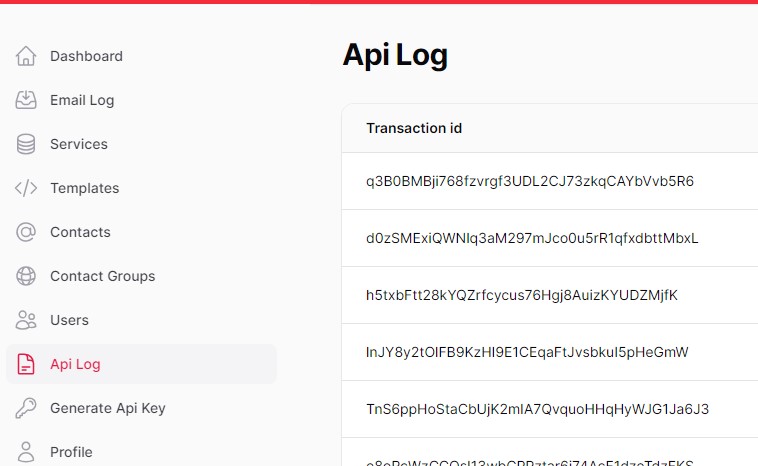 Dashboard
Email Log
Services
Templates
Contacts
Contact Groups
Users
Api Log
Generate Api Key
Profile
Api Log
Transaction id
q3B0BMBji768fzvrgf3UDL2CJ73zkqCAYbVvb5R6
d0zSMExiQWNIq3aM297mJco0u5rR1qfxdbttMbxL
h5txbFtt28kYQZrfcycus76Hgj8AuizKYUDZMjfK
InJY8y2tOIFB9KzHI9E1CEqaFtJvsbkuI5pHeGmW
TnS6ppHoStaCbUjK2mIA7QvquoHHqHyWJG1Ja6J3